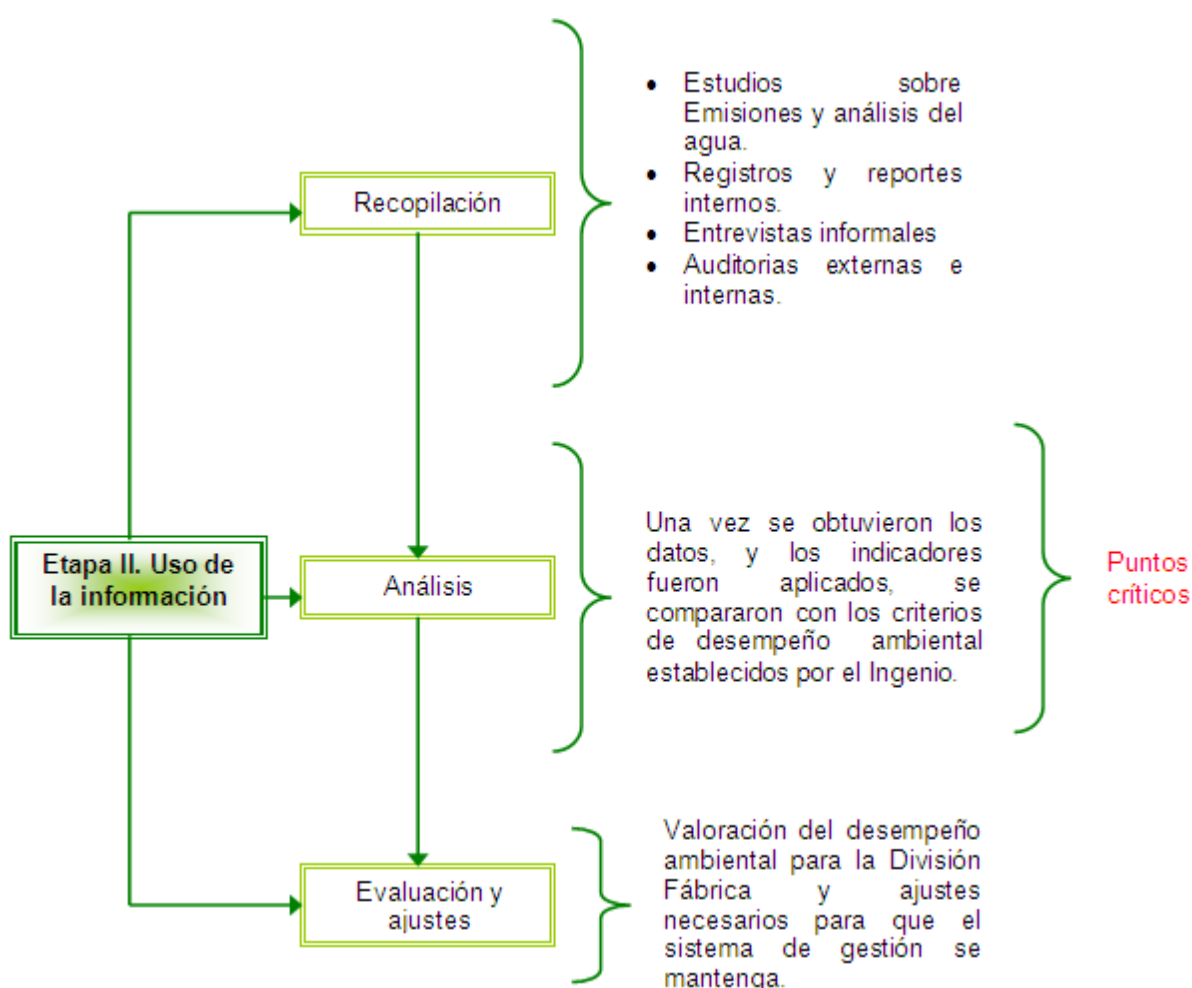 • Estudios sobre
Emisiones y análisis del
agua.
• Registros y reportes
internos.
• Entrevistas informales
• Auditorias externas e
internas.
Recopilación
Etapa II. Uso de
la información
Análisis
Una vez se obtuvieron los
datos, y los indicadores
fueron aplicados, se
compararon con los criterios
de desempeño ambiental
establecidos por el Ingenio.
Puntos
críticos
Evaluación y
ajustes
Valoración del desempeño
ambiental para la División
Fábrica y ajustes
necesarios para que el
sistema de gestión se
mantenga.